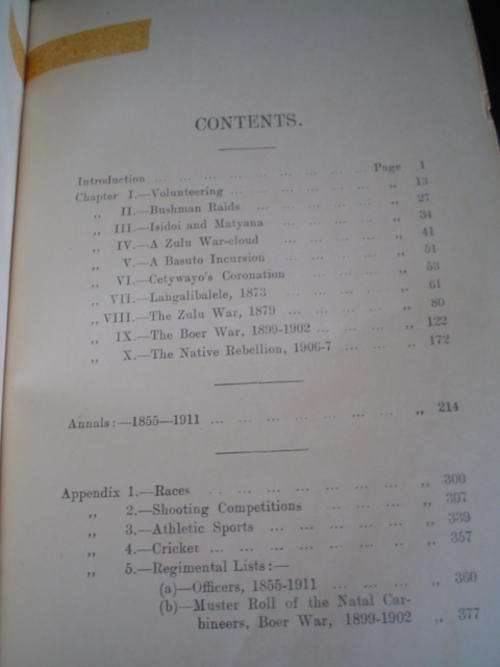 CONTENTS.
Introduction ... ... ... ... ... ... ... ... Page 1
Chapter I.—Volunteering ... ... ... ... ... ... „ 13
„ II.—Bushman Raids ... ... ... ... ... „ 27
„ III.—Isidoi and Matyana ... ... ... ... „ 34
„ IV.—A Zulu War-cloud ... ... ... ... „ 41
„ V.—A Basuto Incursion ... ... ... ... „ 51
„ VI.—Cetywayo's Coronation ... ... ... „ 53
„ VII.—Langalibalele, 1873 ... ... ... ... „ 61
„ VIII.—The Zulu War, 1879 ... ... ... ... „ 80
„ IX.—The Boer War, 1899-1902 ... ... ... „ 122
„ X.—The Native Rebellion, 1906-7 ... ... „ 172
Annals:—1855—1911 ... ... ... ... ... ... „ 214
Appendix 1.—Races ... ... ... ... ... ... „ 300
„ 2.—Shooting Competitions ... ... ... „ 307
„ 3.—Athletic Sports ... ... ... ... „ 339
„ 4.—Cricket ... ... ... ... ... ... „ 357
„ 5.—Regimental Lists:—
(a)—Officers, 1855-1911 ... ... ... „ 360
(b)—Muster Roll of the Natal Car-
bineers, Boer War, 1899-1902 „ 377